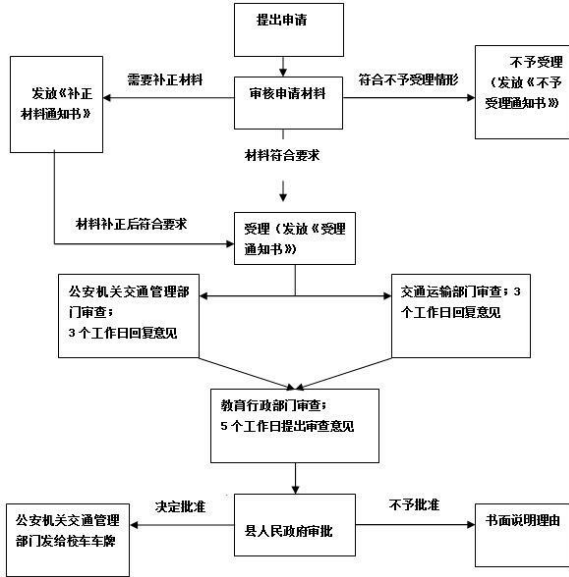 提出申请
需要补正材料
符合不予受理情形
发放《补正
材料通知书》
审核申请材料
不予受理
（发放《不予
受理通知书》）
材料符合要求
材料补正后符合要求
受理（发放《受理
通知书》）
公安机关交通管理部
门审查；
3个工作日回复意见
交通运输部门审查；3
个工作日回复意见
教育行政部门审查；
5个工作日提出审查意见
决定批准
不予批准
公安机关交通管理
部门发给校车车牌
县人民政府审批
书面说明理由